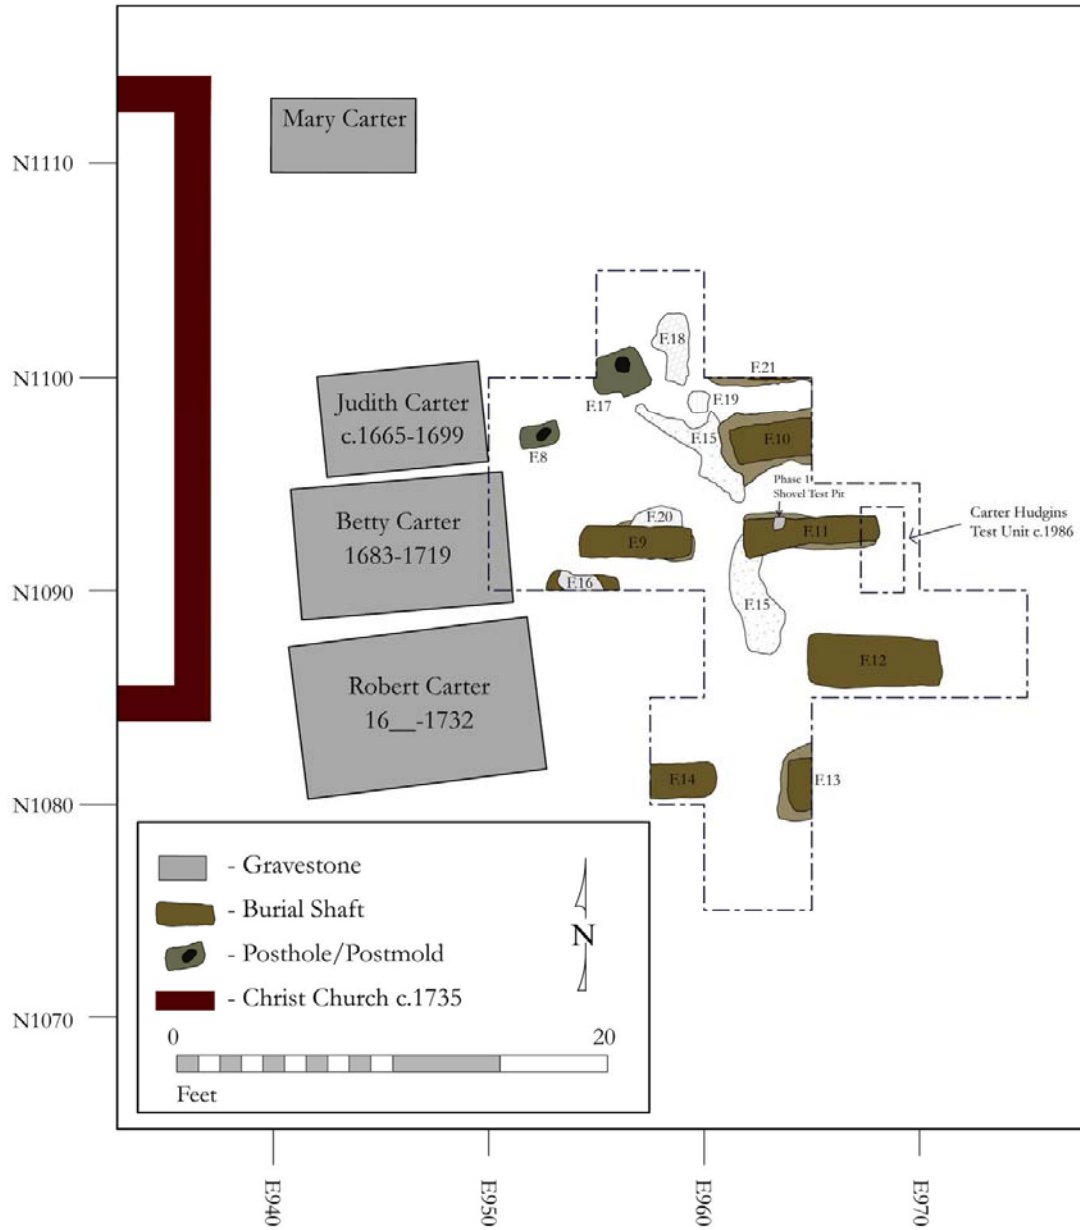 Mary Carter
N1110
F.18
N1100
F.21
Judith Carter
c.1665-1699
F.17
F.19
F.15
F.10
F.8
Phase 1
Shovel Test Pit
Betty Carter
1683-1719
F.20
F.9
F.11
Carter Hudgins
Test Unit c.1986
N1090
F.16
F.15
F.12
Robert Carter
16__-1732
F.14
F.13
N1080
- Gravestone
- Burial Shaft
- Posthole/Postmold
- Christ Church c.1735
N
0 20
Feet
N1070
E940
E950
E960
E970